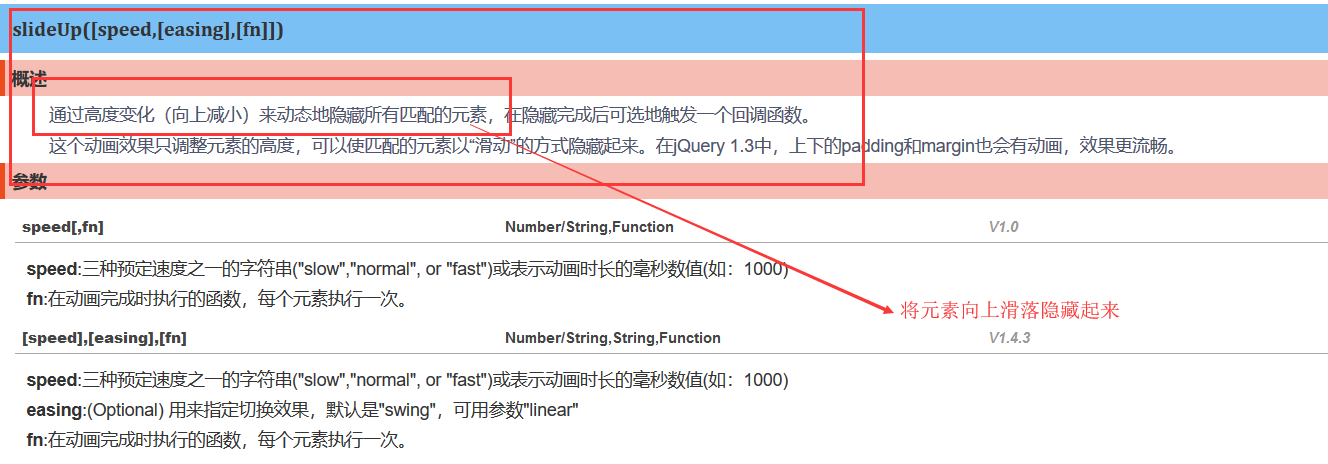 slideUp([speed,[easing],[fn]])
概述
通过高度变化（向上减小）来动态地隐藏所有匹配的元素，在隐藏完成后可选地触发一个回调函数。
这个动画效果只调整元素的高度，可以使匹配的元素以“滑动”的方式隐藏起来。在jQuery 1.3中，上下的padding和margin也会有动画，效果更流畅。
参数
speed[,fn] Number/String,Function V1.0
speed:三种预定速度之一的字符串("slow","normal", or "fast")或表示动画时长的毫秒数值(如：1000)
fn:在动画完成时执行的函数，每个元素执行一次。
将元素向上滑落隐藏起来
[speed],[easing],[fn] Number/String,String,Function V1.4.3
speed:三种预定速度之一的字符串("slow","normal", or "fast")或表示动画时长的毫秒数值(如：1000)
easing:(Optional) 用来指定切换效果，默认是"swing"，可用参数"linear"
fn:在动画完成时执行的函数，每个元素执行一次。